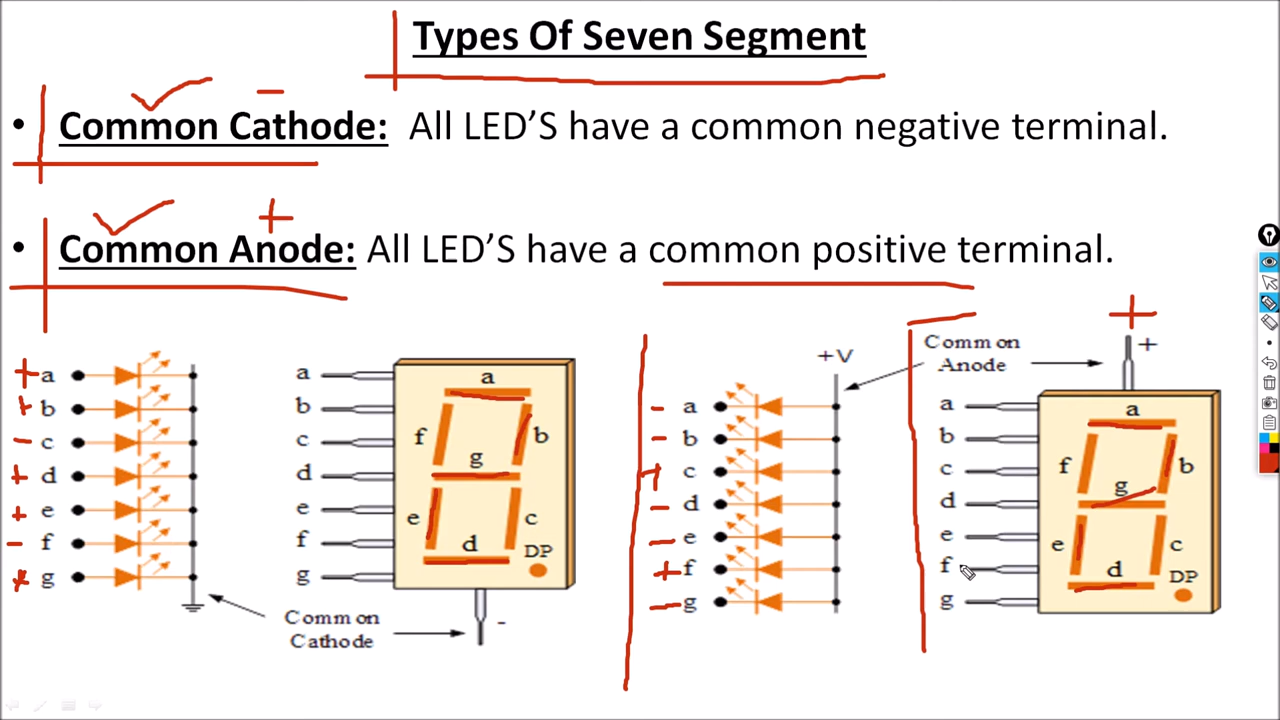 Types Of Seven Segment
• Common Cathode: All LED'S have a common negative terminal.
• Common Anode: All LED'S have a common positive terminal.
+ a
+ b
- c
+ d
+ e
- f
+ g
Common
Cathode
a
b
c
d
e
f
g
a
f
b
g
e
c
d
DP
-
+V
- a
- b
+ c
- d
- e
+ f
- g
Common
Anode
+
+
a
b
c
d
e
f
g
a
f
b
g
e
c
d
DP